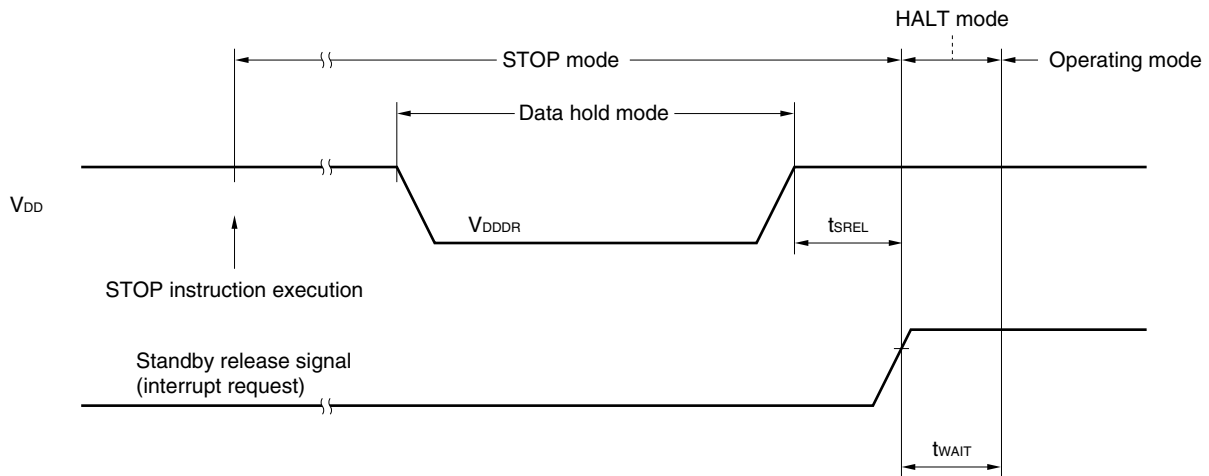 HALT mode
STOP mode
Operating mode
Data hold mode
VDD
VDDDR
tSREL
STOP instruction execution
Standby release signal
(interrupt request)
tWAIT